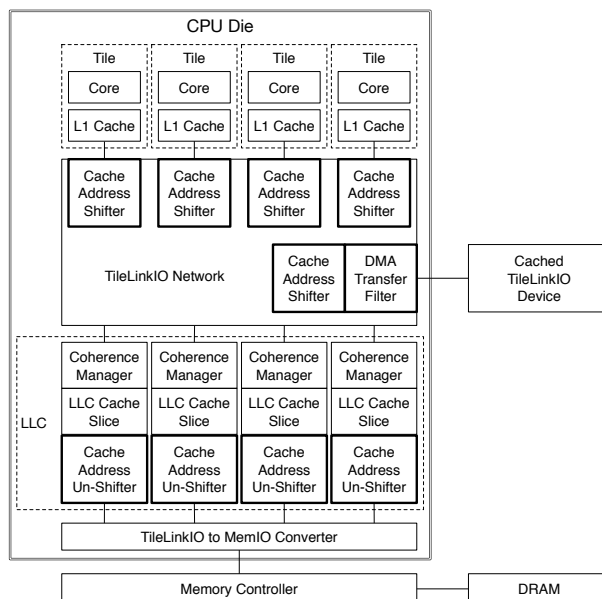 CPU Die
Tile Tile Tile Tile
Core Core Core Core
L1 Cache L1 Cache L1 Cache L1 Cache
Cache Cache Cache Cache
Address Address Address Address
Shifter Shifter Shifter Shifter
TileLinkIO Network
Cache
Address
Shifter
DMA
Transfer
Filter
Cached
TileLinkIO
Device
LLC
Coherence Coherence Coherence Coherence
Manager Manager Manager Manager
LLC Cache LLC Cache LLC Cache LLC Cache
Slice Slice Slice Slice
Cache Cache Cache Cache
Address Address Address Address
Un-Shifter Un-Shifter Un-Shifter Un-Shifter
TileLinkIO to MemIO Converter
Memory Controller
DRAM